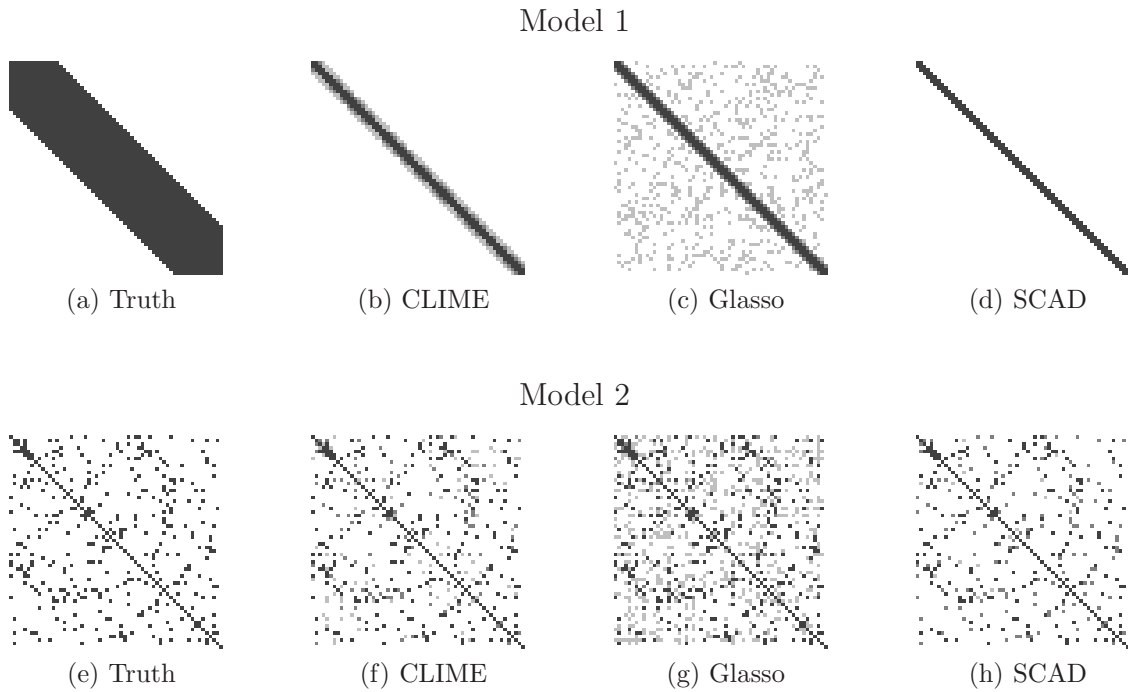 Model 1
(a) Truth
(b) CLIME
(c) Glasso
(d) SCAD
Model 2
(e) Truth
(f) CLIME
(g) Glasso
(h) SCAD